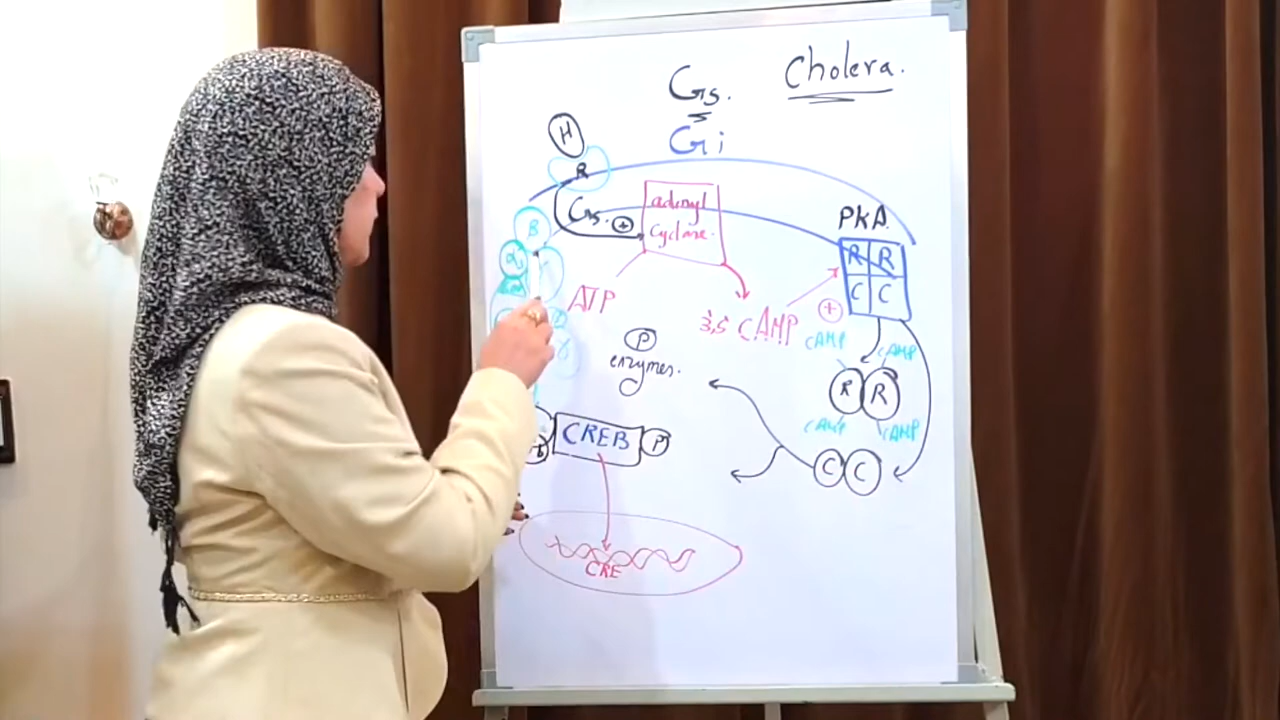 Cholera.
Gs.
Gi
H
R
Gs. +
adenyl
cyclase.
PKA
R R
C C
B
α
ATP
3,5 cAMP
+
cAMP cAMP
R R
cAMP cAMP
P
enzymes.
γ
CREB P
C C
CRE